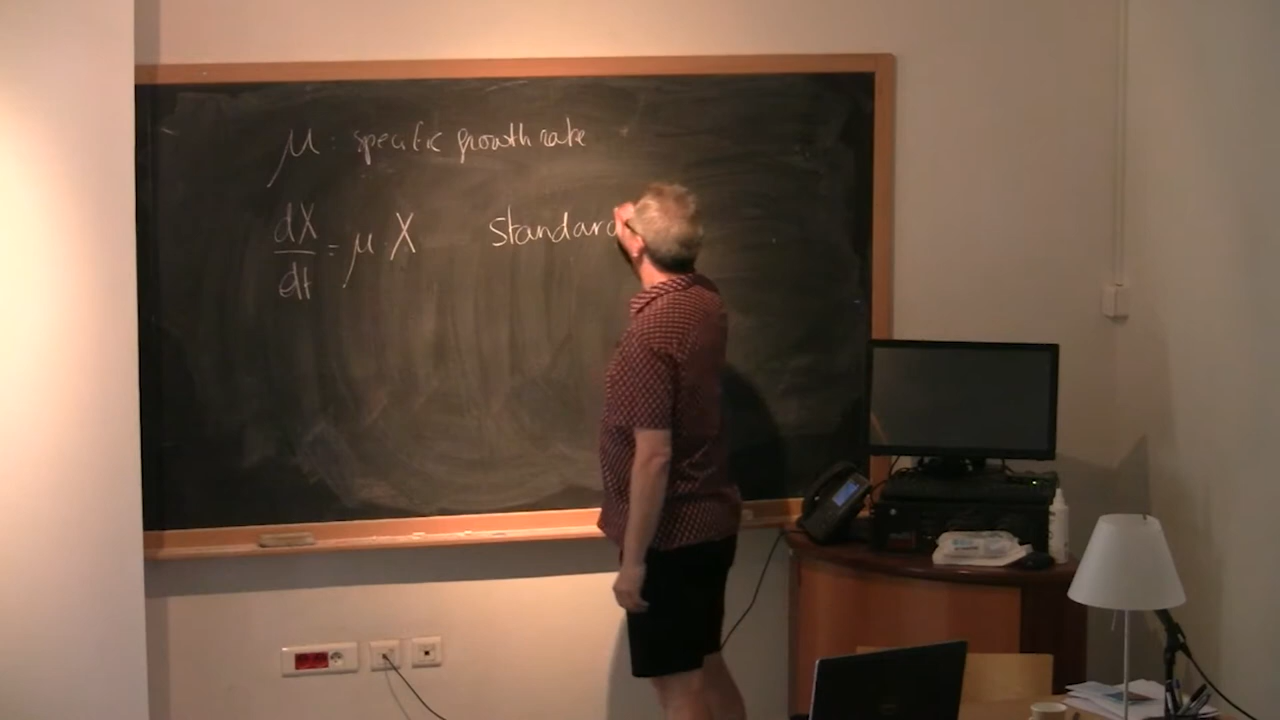 μ : specific growth rate
dX/dt = μ · X standard